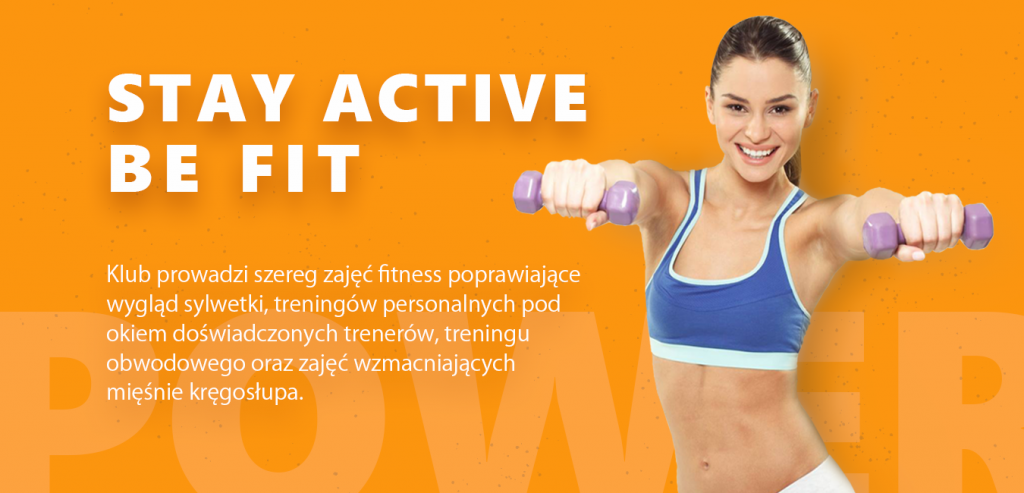 STAY ACTIVE
BE FIT
Klub prowadzi szereg zajęć fitness poprawiające
wygląd sylwetki, treningów personalnych pod
okiem doświadczonych trenerów, treningu
obwodowego oraz zajęć wzmacniających
mięśnie kręgosłupa.
POWER